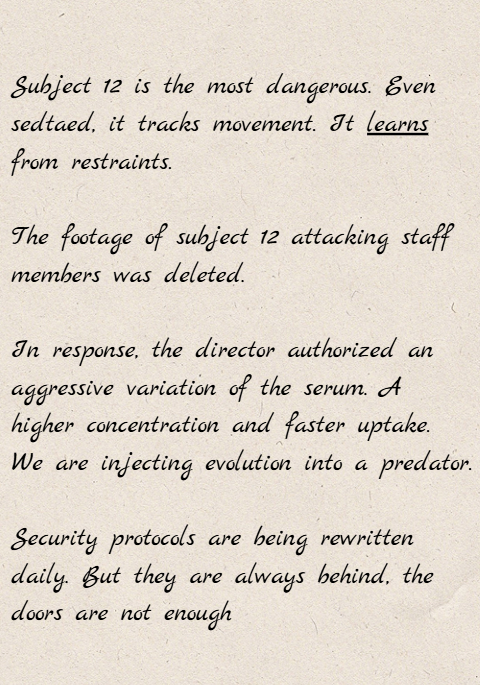 Subject 12 is the most dangerous. Even
sedtaed, it tracks movement. It learns
from restraints.
The footage of subject 12 attacking staff
members was deleted.
In response, the director authorized an
aggressive variation of the serum. A
higher concentration and faster uptake.
We are injecting evolution into a predator.
Security protocols are being rewritten
daily. But they are always behind, the
doors are not enough